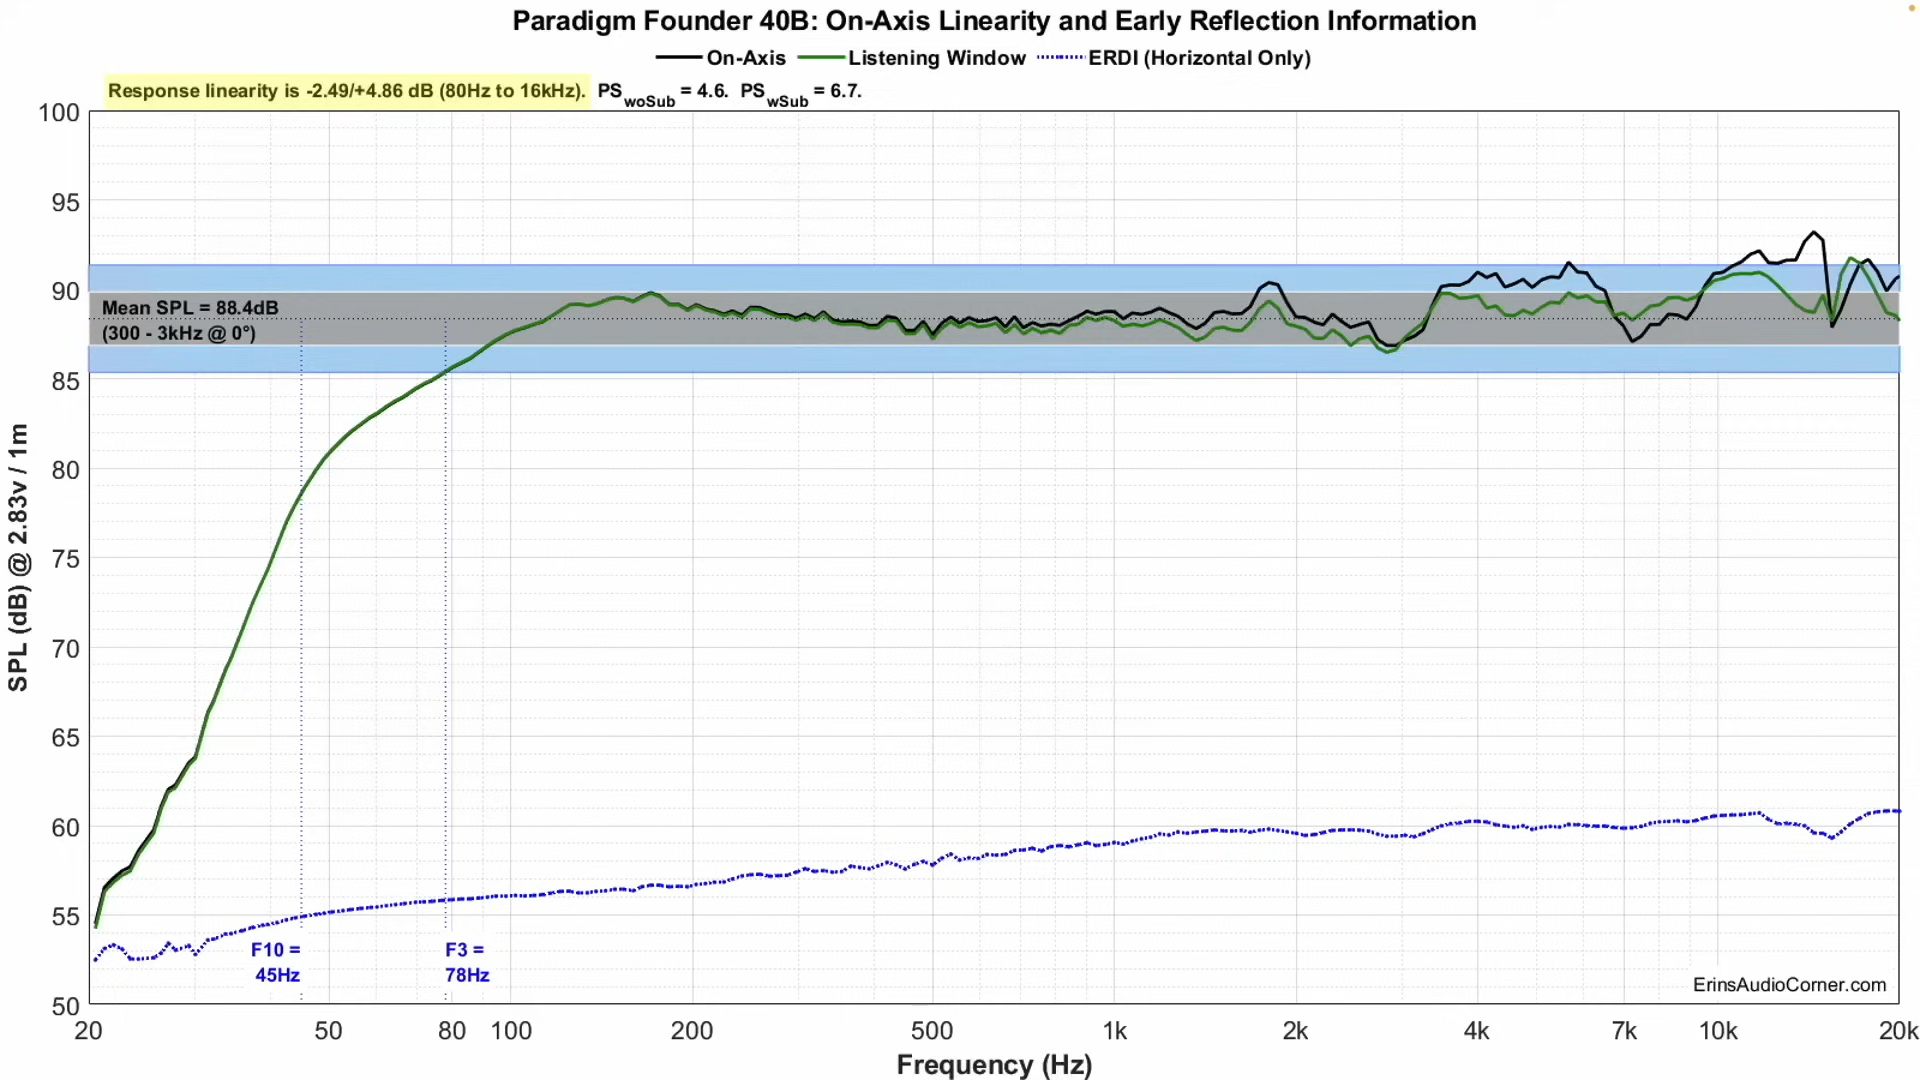 Paradigm Founder 40B: On-Axis Linearity and Early Reflection Information
On-Axis Listening Window ERDI (Horizontal Only)
Response linearity is -2.49/+4.86 dB (80Hz to 16kHz). PSwoSub = 4.6. PSwSub = 6.7.
100
95
90
Mean SPL = 88.4dB
(300 - 3kHz @ 0°)
85
80
75
70
65
60
55
50
SPL (dB) @ 2.83v / 1m
F10 =
45Hz
F3 =
78Hz
ErinsAudioCorner.com
20 50 80 100 200 500 1k 2k 4k 7k 10k 20k
Frequency (Hz)